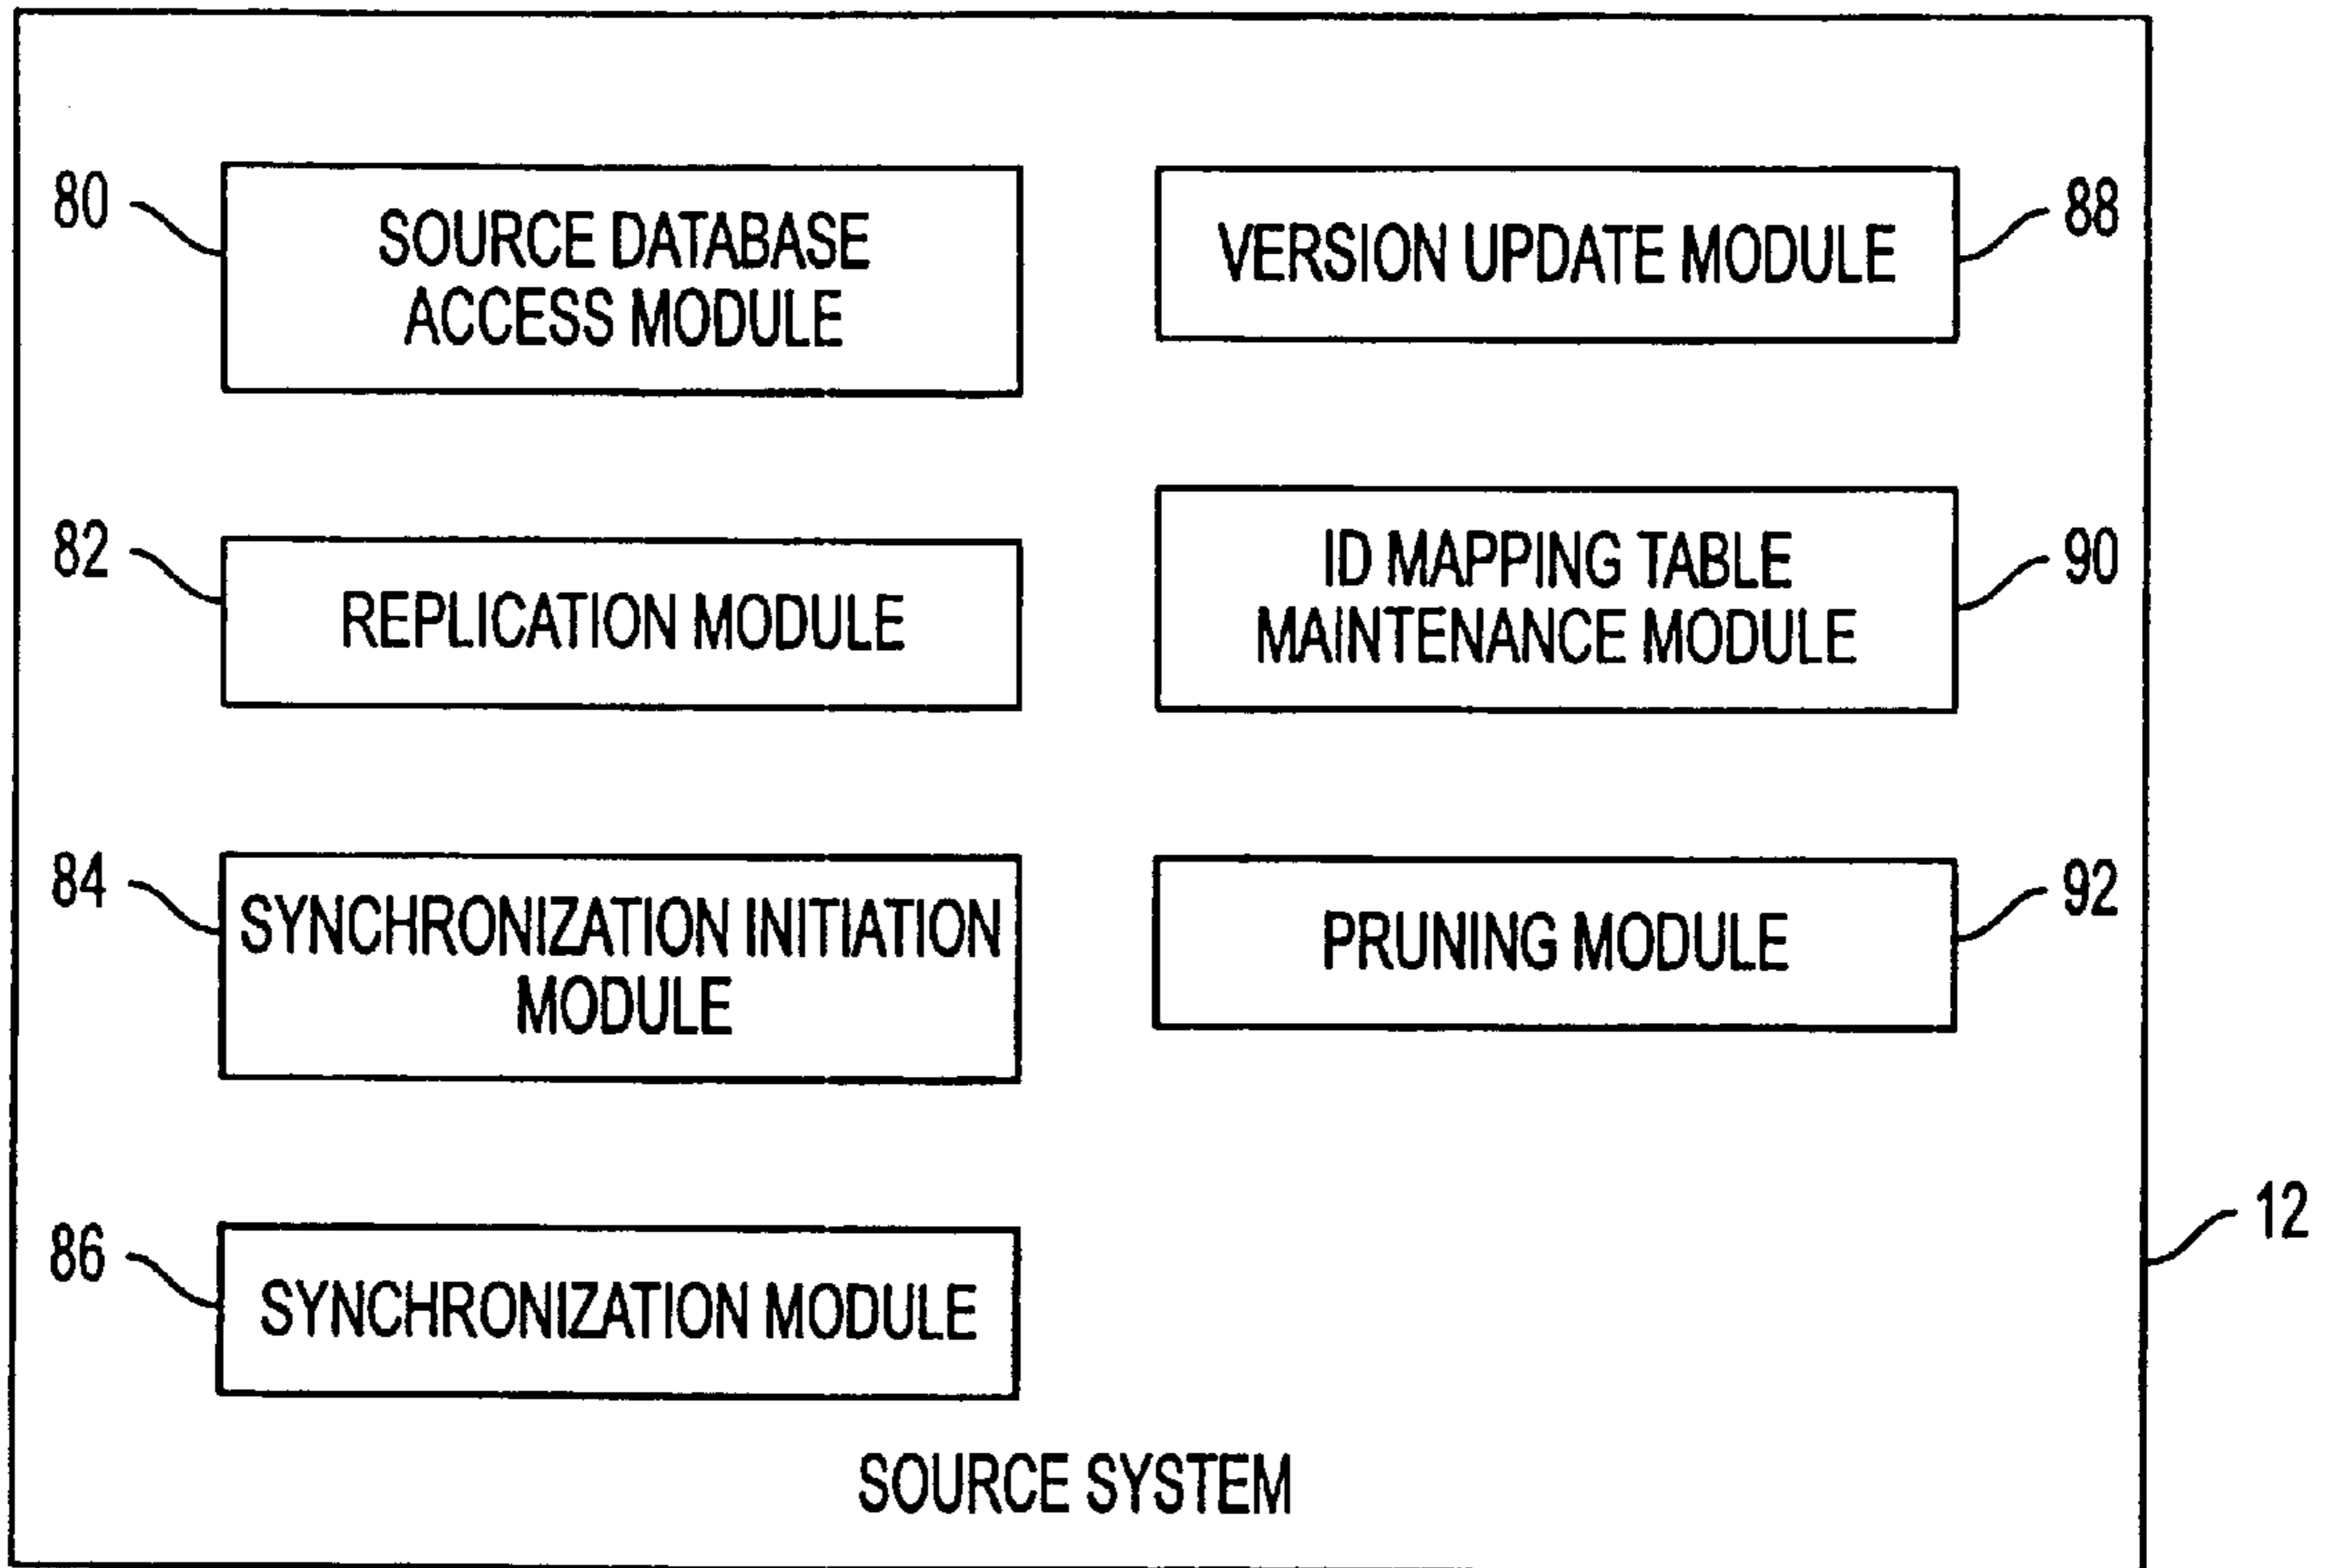 80
SOURCE DATABASE
ACCESS MODULE
82
REPLICATION MODULE
84
SYNCHRONIZATION INITIATION
MODULE
86
SYNCHRONIZATION MODULE
VERSION UPDATE MODULE
88
ID MAPPING TABLE
MAINTENANCE MODULE
90
PRUNING MODULE
92
12
SOURCE SYSTEM